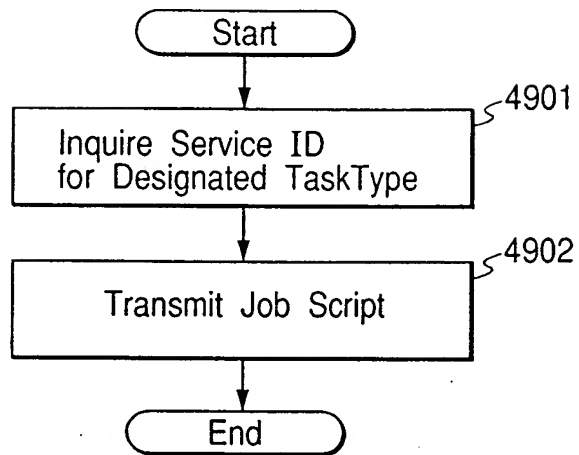 Start
4901
Inquire Service ID
for Designated TaskType
4902
Transmit Job Script
End